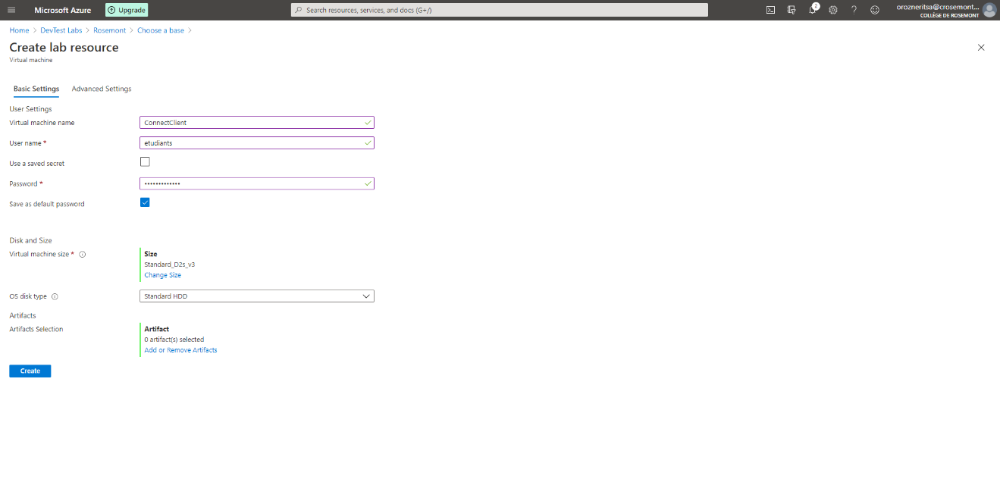 Microsoft Azure Upgrade Search resources, services, and docs (G+/) 2 orozneritsa@crosemont...
COLLÈGE DE ROSEMONT
Home > DevTest Labs > Rosemont > Choose a base >
Create lab resource
Virtual machine
Basic Settings Advanced Settings
User Settings
Virtual machine name ConnectClient
User name * etudiants
Use a saved secret
Password * •••••••••••••
Save as default password
Disk and Size
Virtual machine size * Size
Standard_D2s_v3
Change Size
OS disk type Standard HDD
Artifacts
Artifacts Selection Artifact
0 artifact(s) selected
Add or Remove Artifacts
Create